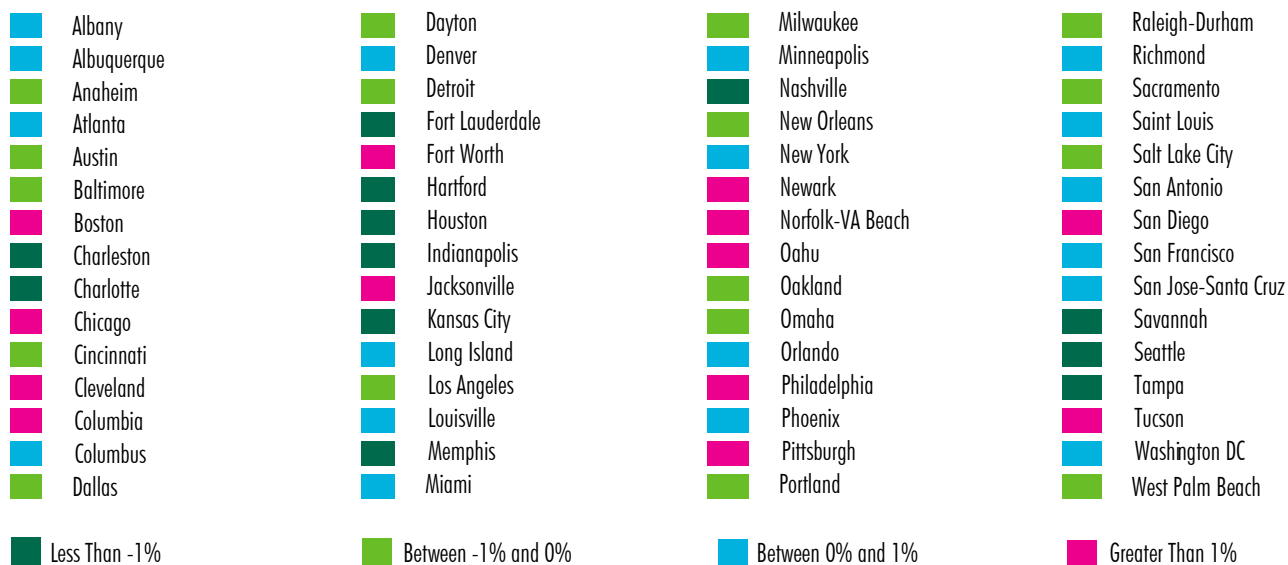 Albany
Albuquerque
Anaheim
Atlanta
Austin
Baltimore
Boston
Charleston
Charlotte
Chicago
Cincinnati
Cleveland
Columbia
Columbus
Dallas
Dayton
Denver
Detroit
Fort Lauderdale
Fort Worth
Hartford
Houston
Indianapolis
Jacksonville
Kansas City
Long Island
Los Angeles
Louisville
Memphis
Miami
Milwaukee
Minneapolis
Nashville
New Orleans
New York
Newark
Norfolk-VA Beach
Oahu
Oakland
Omaha
Orlando
Philadelphia
Phoenix
Pittsburgh
Portland
Raleigh-Durham
Richmond
Sacramento
Saint Louis
Salt Lake City
San Antonio
San Diego
San Francisco
San Jose-Santa Cruz
Savannah
Seattle
Tampa
Tucson
Washington DC
West Palm Beach
Less Than -1%
Between -1% and 0%
Between 0% and 1%
Greater Than 1%